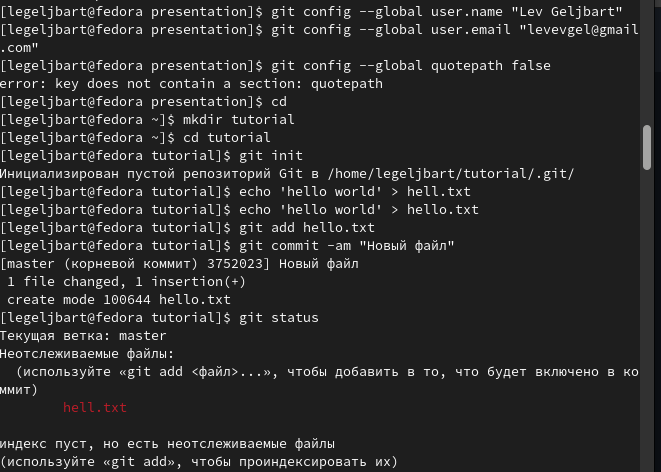 [legeljbart@fedora presentation]$ git config --global user.name "Lev Geljbart"
[legeljbart@fedora presentation]$ git config --global user.email "levevgel@gmail
.com"
[legeljbart@fedora presentation]$ git config --global quotepath false
error: key does not contain a section: quotepath
[legeljbart@fedora presentation]$ cd
[legeljbart@fedora ~]$ mkdir tutorial
[legeljbart@fedora ~]$ cd tutorial
[legeljbart@fedora tutorial]$ git init
Инициализирован пустой репозиторий Git в /home/legeljbart/tutorial/.git/
[legeljbart@fedora tutorial]$ echo 'hello world' > hell.txt
[legeljbart@fedora tutorial]$ echo 'hello world' > hello.txt
[legeljbart@fedora tutorial]$ git add hello.txt
[legeljbart@fedora tutorial]$ git commit -am "Новый файл"
[master (корневой коммит) 3752023] Новый файл
 1 file changed, 1 insertion(+)
 create mode 100644 hello.txt
[legeljbart@fedora tutorial]$ git status
Текущая ветка: master
Неотслеживаемые файлы:
  (используйте «git add <файл>...», чтобы добавить в то, что будет включено в ко
ммит)
        hell.txt
индекс пуст, но есть неотслеживаемые файлы
(используйте «git add», чтобы проиндексировать их)